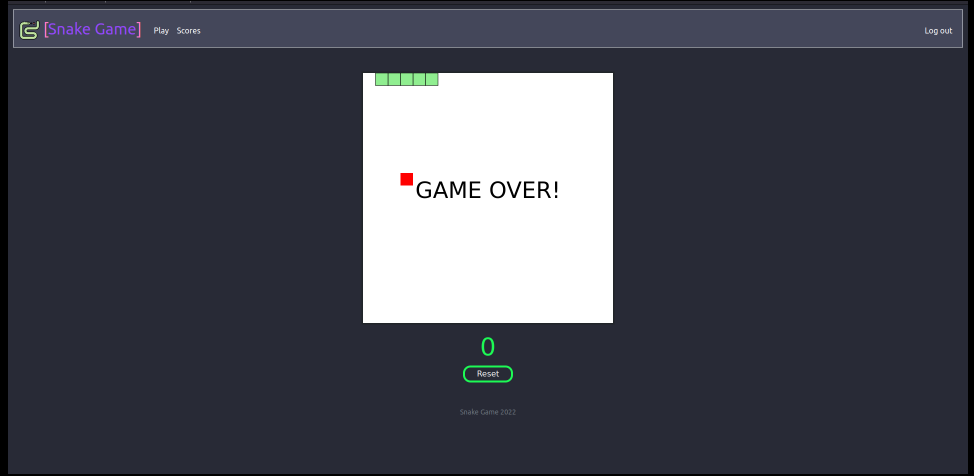 [Snake Game] Play Scores Log out
GAME OVER!
0
Reset
Snake Game 2022